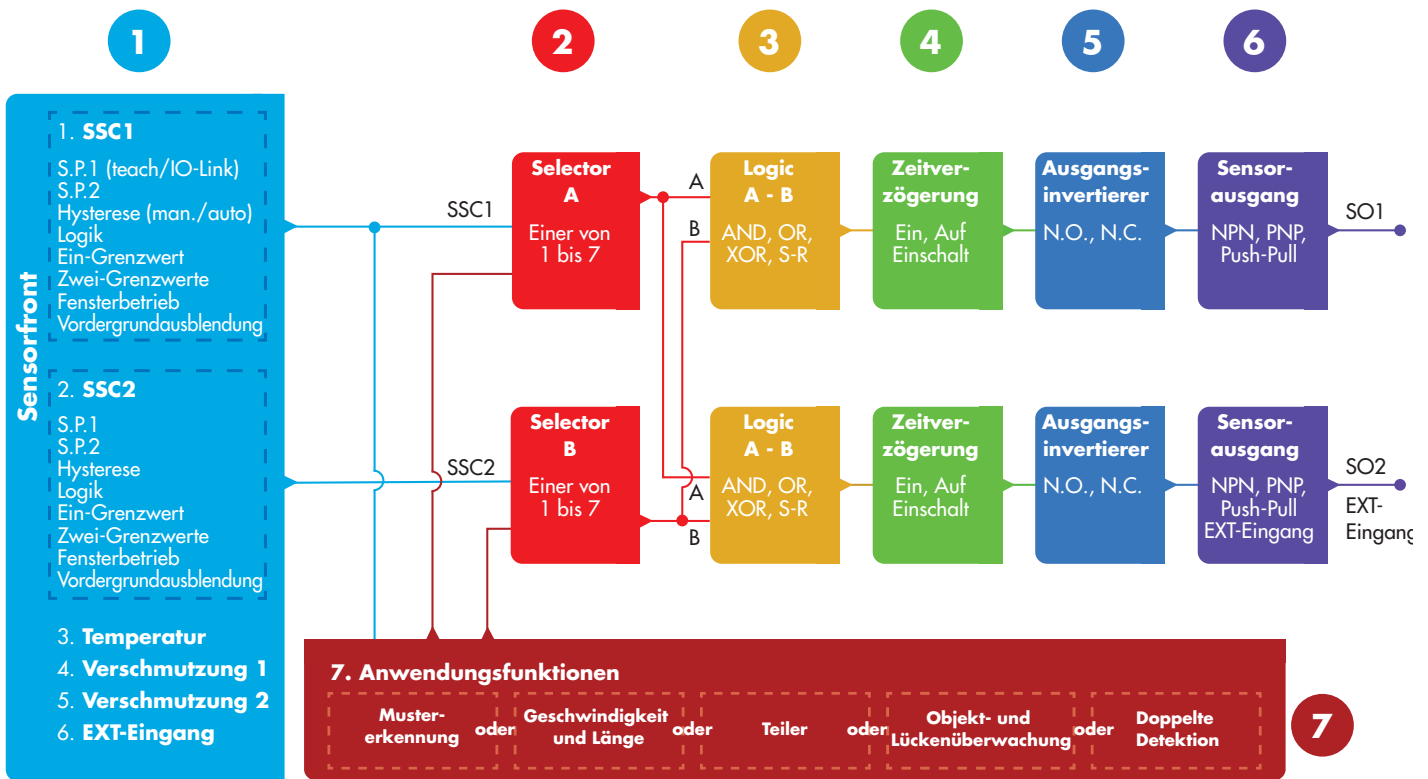 1
2
3
4
5
6
Sensorfront
1. SSC1
S.P.1 (teach/IO-Link)
S.P.2
Hysterese (man./auto)
Logik
Ein-Grenzwert
Zwei-Grenzwerte
Fensterbetrieb
Vordergrundausblendung
2. SSC2
S.P.1
S.P.2
Hysterese
Logik
Ein-Grenzwert
Zwei-Grenzwerte
Fensterbetrieb
Vordergrundausblendung
3. Temperatur
4. Verschmutzung 1
5. Verschmutzung 2
6. EXT-Eingang
SSC1
Selector
A
Einer von
1 bis 7
A
B
Logic
A - B
AND, OR,
XOR, S-R
Zeitver-
zögerung
Ein, Auf
Einschalt
Ausgangs-
invertierer
N.O., N.C.
Sensor-
ausgang
NPN, PNP,
Push-Pull
SO1
SSC2
Selector
B
Einer von
1 bis 7
A
B
Logic
A - B
AND, OR,
XOR, S-R
Zeitver-
zögerung
Ein, Auf
Einschalt
Ausgangs-
invertierer
N.O., N.C.
Sensor-
ausgang
NPN, PNP,
Push-Pull
EXT-Eingang
SO2
EXT-
Eingang
7. Anwendungsfunktionen
Muster-
erkennung
oder
Geschwindigkeit
und Länge
oder
Teiler
oder
Objekt- und
Lückenüberwachung
oder
Doppelte
Detektion
7